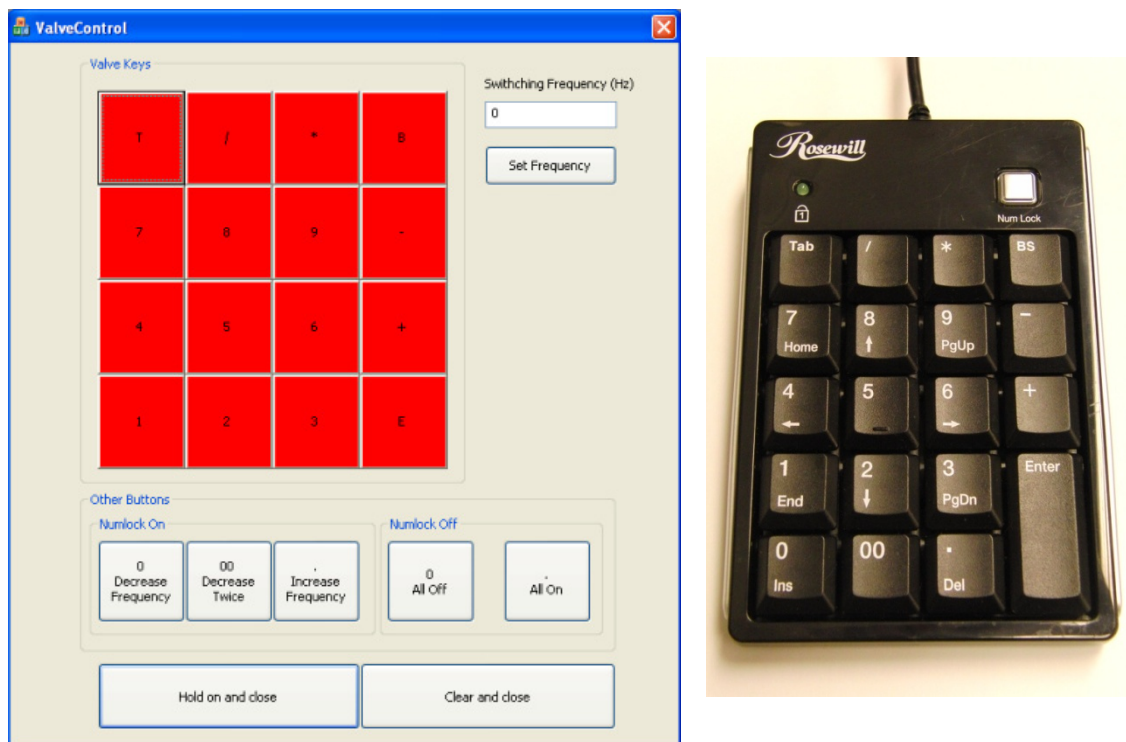 ValveControl
Valve Keys
T / * B
7 8 9 -
4 5 6 +
1 2 3 E
Swithching Frequency (Hz)
0
Set Frequency
Other Buttons
Numlock On
0
Decrease
Frequency
00
Decrease
Twice
.
Increase
Frequency
Numlock Off
0
All Off
.
All On
Hold on and close
Clear and close
Rosewill
1
Num Lock
Tab / * BS
7 8 9 -
Home ↑ PgUp
4 5 6 +
← →
1 2 3 Enter
End ↓ PgDn
0 00 .
Ins Del